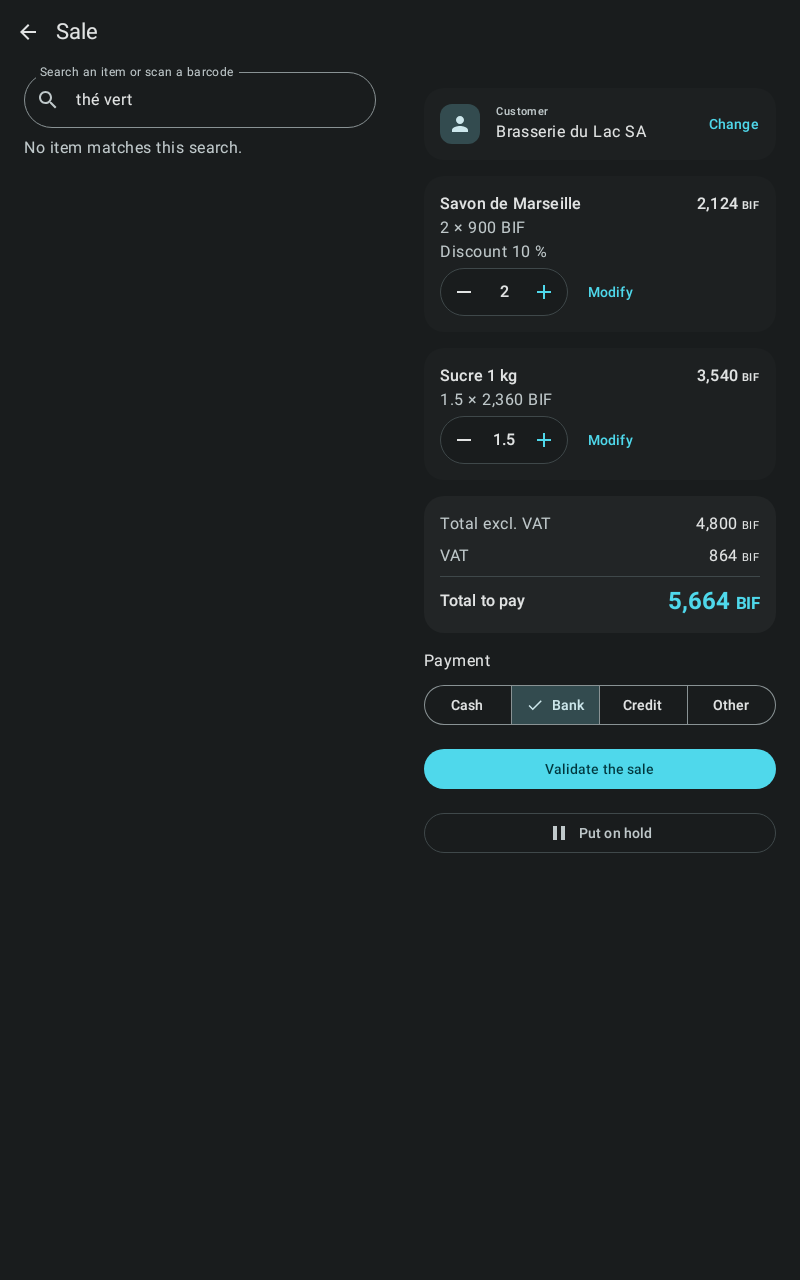 Sale
Search an item or scan a barcode
thé vert
No item matches this search.
Customer
Brasserie du Lac SA
Change
Savon de Marseille
2,124 BIF
2 × 900 BIF
Discount 10 %
2
Modify
Sucre 1 kg
3,540 BIF
1.5 × 2,360 BIF
1.5
Modify
Total excl. VAT
4,800 BIF
VAT
864 BIF
Total to pay
5,664 BIF
Payment
Cash
Bank
Credit
Other
Validate the sale
Put on hold